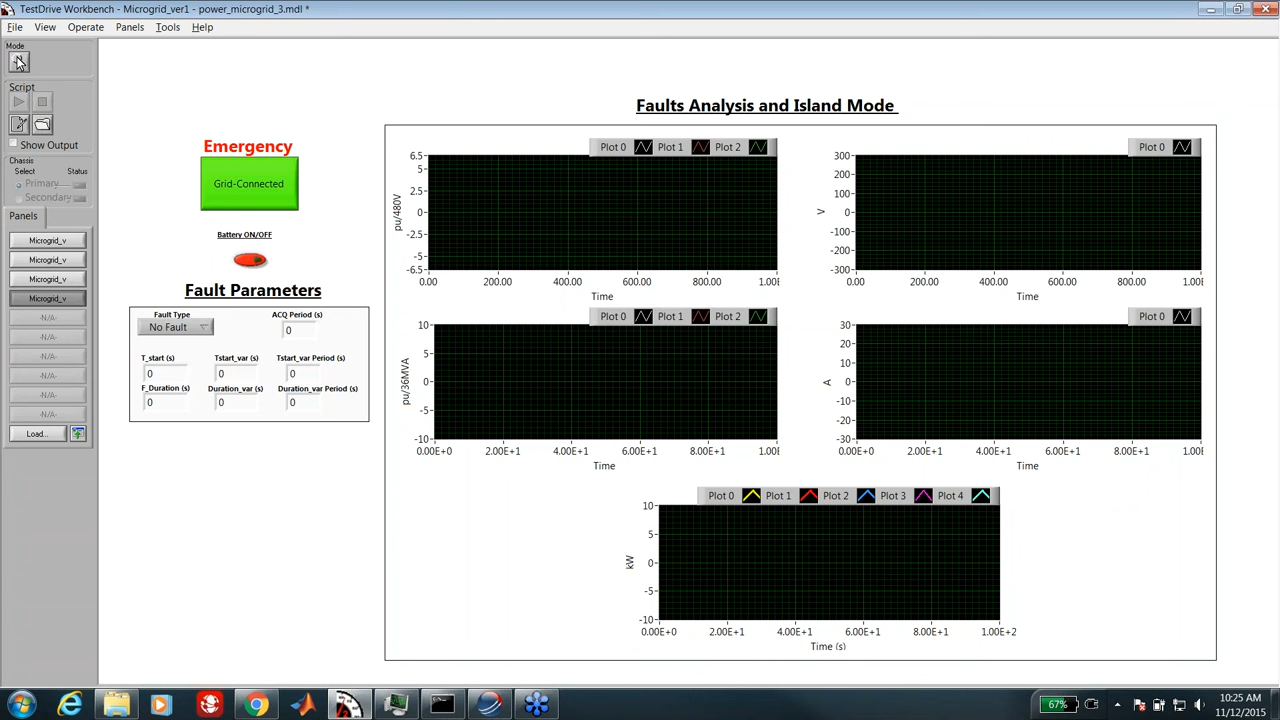 TestDrive Workbench - Microgrid_ver1 - power_microgrid_3.mdl *
File View Operate Panels Tools Help
Mode
Script
Show Output
Chassis
Select Status
Primary
Secondary
Panels
Microgrid_v
Microgrid_v
Microgrid_v
Microgrid_v
-N/A-
-N/A-
-N/A-
-N/A-
-N/A-
-N/A-
Load...
Emergency
Grid-Connected
Battery ON/OFF
Fault Parameters
Fault Type ACQ Period (s)
No Fault 0
T_start (s) Tstart_var (s) Tstart_var Period (s)
0 0 0
F_Duration (s) Duration_var (s) Duration_var Period (s)
0 0 0
Faults Analysis and Island Mode
Plot 0 Plot 1 Plot 2
6.5
5
2.5
0
-2.5
-5
-6.5
pu/480V
0.00 200.00 400.00 600.00 800.00 1.00E
Time
Plot 0
300
200
100
0
-100
-200
-300
V
0.00 200.00 400.00 600.00 800.00 1.00
Time
Plot 0 Plot 1 Plot 2
10
5
0
-5
-10
pu/36MVA
0.00E+0 2.00E+1 4.00E+1 6.00E+1 8.00E+1 1.00E
Time
Plot 0
30
20
10
0
-10
-20
-30
A
0.00E+0 2.00E+1 4.00E+1 6.00E+1 8.00E+1 1.00
Time
Plot 0 Plot 1 Plot 2 Plot 3 Plot 4
10
5
0
-5
-10
kW
0.00E+0 2.00E+1 4.00E+1 6.00E+1 8.00E+1 1.00E+2
Time (s)
67%
10:25 AM
11/12/2015